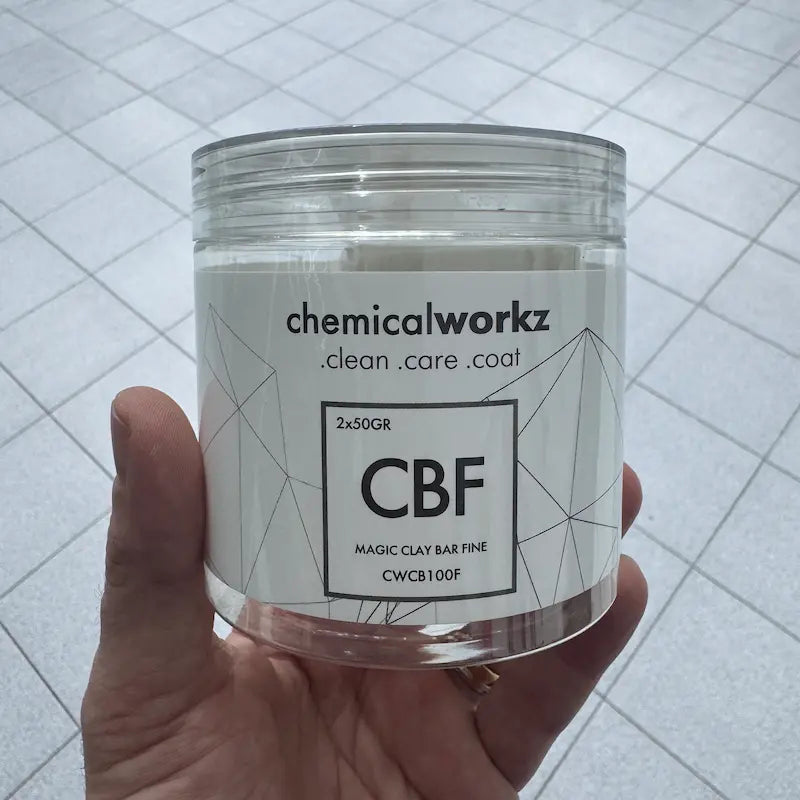 chemicalworkz
.clean .care .coat
2x50GR
CBF
MAGIC CLAY BAR FINE
CWCB100F